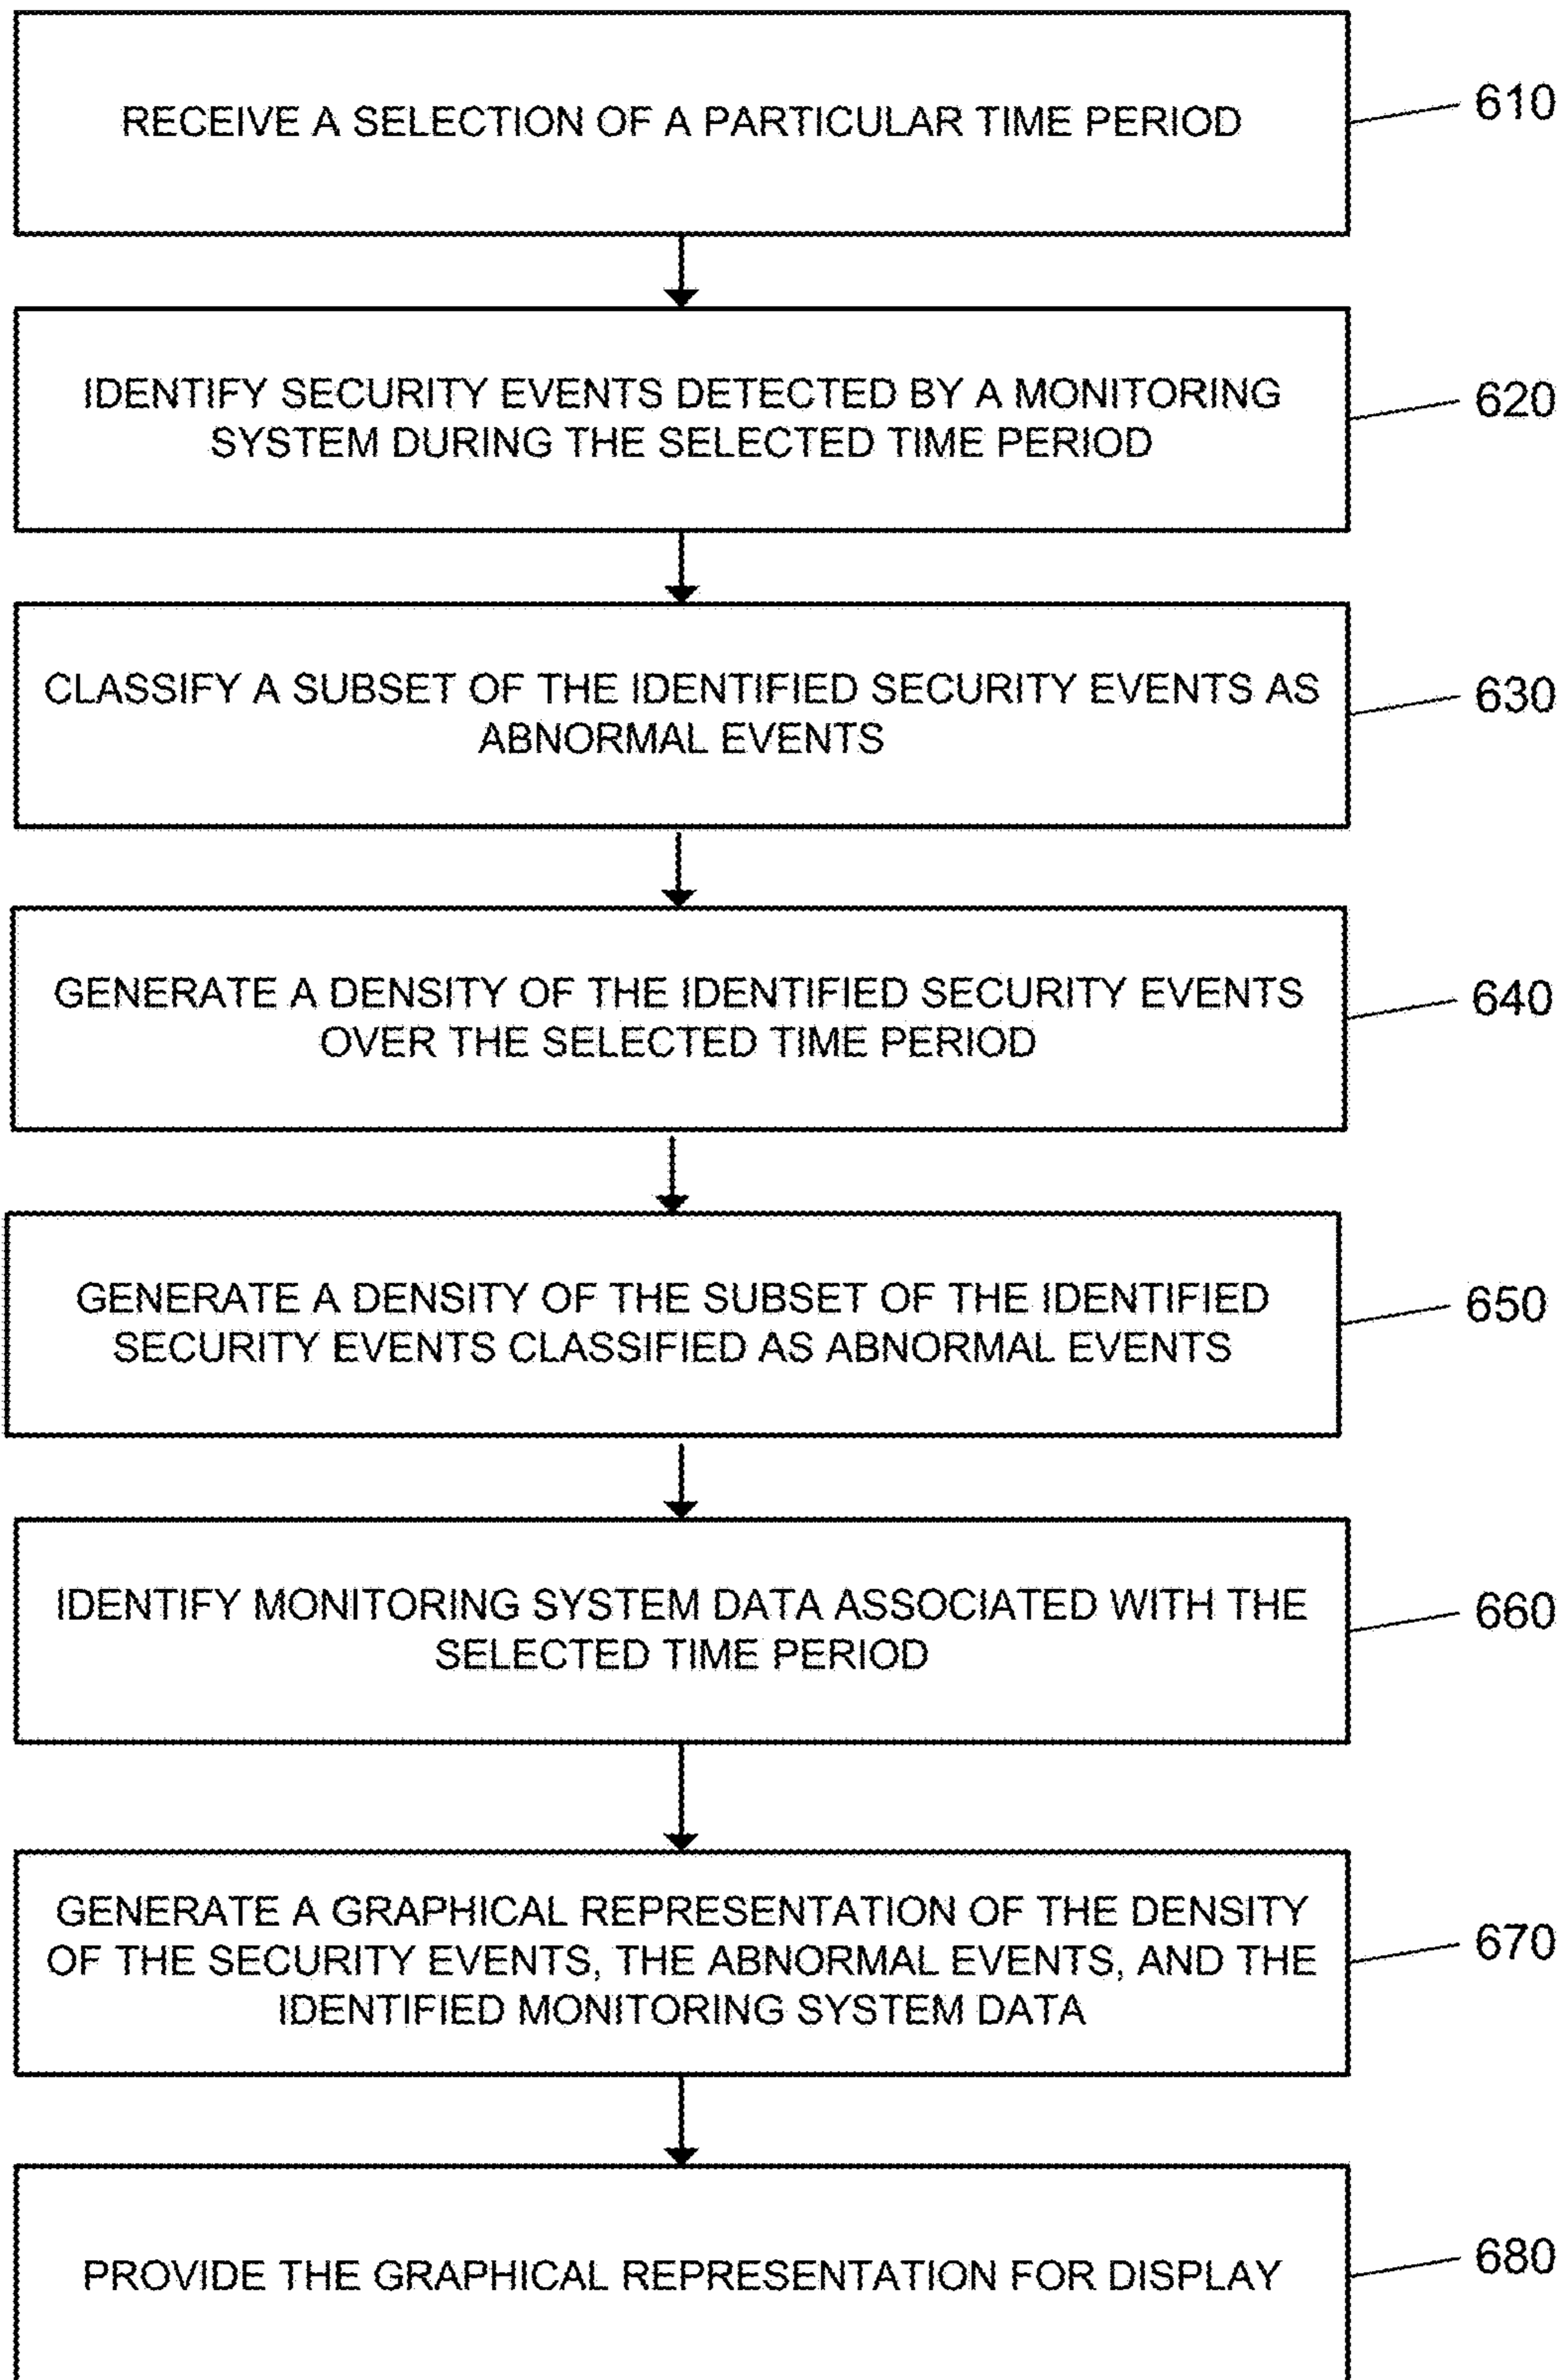 RECEIVE A SELECTION OF A PARTICULAR TIME PERIOD
610
IDENTIFY SECURITY EVENTS DETECTED BY A MONITORING
SYSTEM DURING THE SELECTED TIME PERIOD
620
CLASSIFY A SUBSET OF THE IDENTIFIED SECURITY EVENTS AS
ABNORMAL EVENTS
630
GENERATE A DENSITY OF THE IDENTIFIED SECURITY EVENTS
OVER THE SELECTED TIME PERIOD
640
GENERATE A DENSITY OF THE SUBSET OF THE IDENTIFIED
SECURITY EVENTS CLASSIFIED AS ABNORMAL EVENTS
650
IDENTIFY MONITORING SYSTEM DATA ASSOCIATED WITH THE
SELECTED TIME PERIOD
660
GENERATE A GRAPHICAL REPRESENTATION OF THE DENSITY
OF THE SECURITY EVENTS, THE ABNORMAL EVENTS, AND THE
IDENTIFIED MONITORING SYSTEM DATA
670
PROVIDE THE GRAPHICAL REPRESENTATION FOR DISPLAY
680